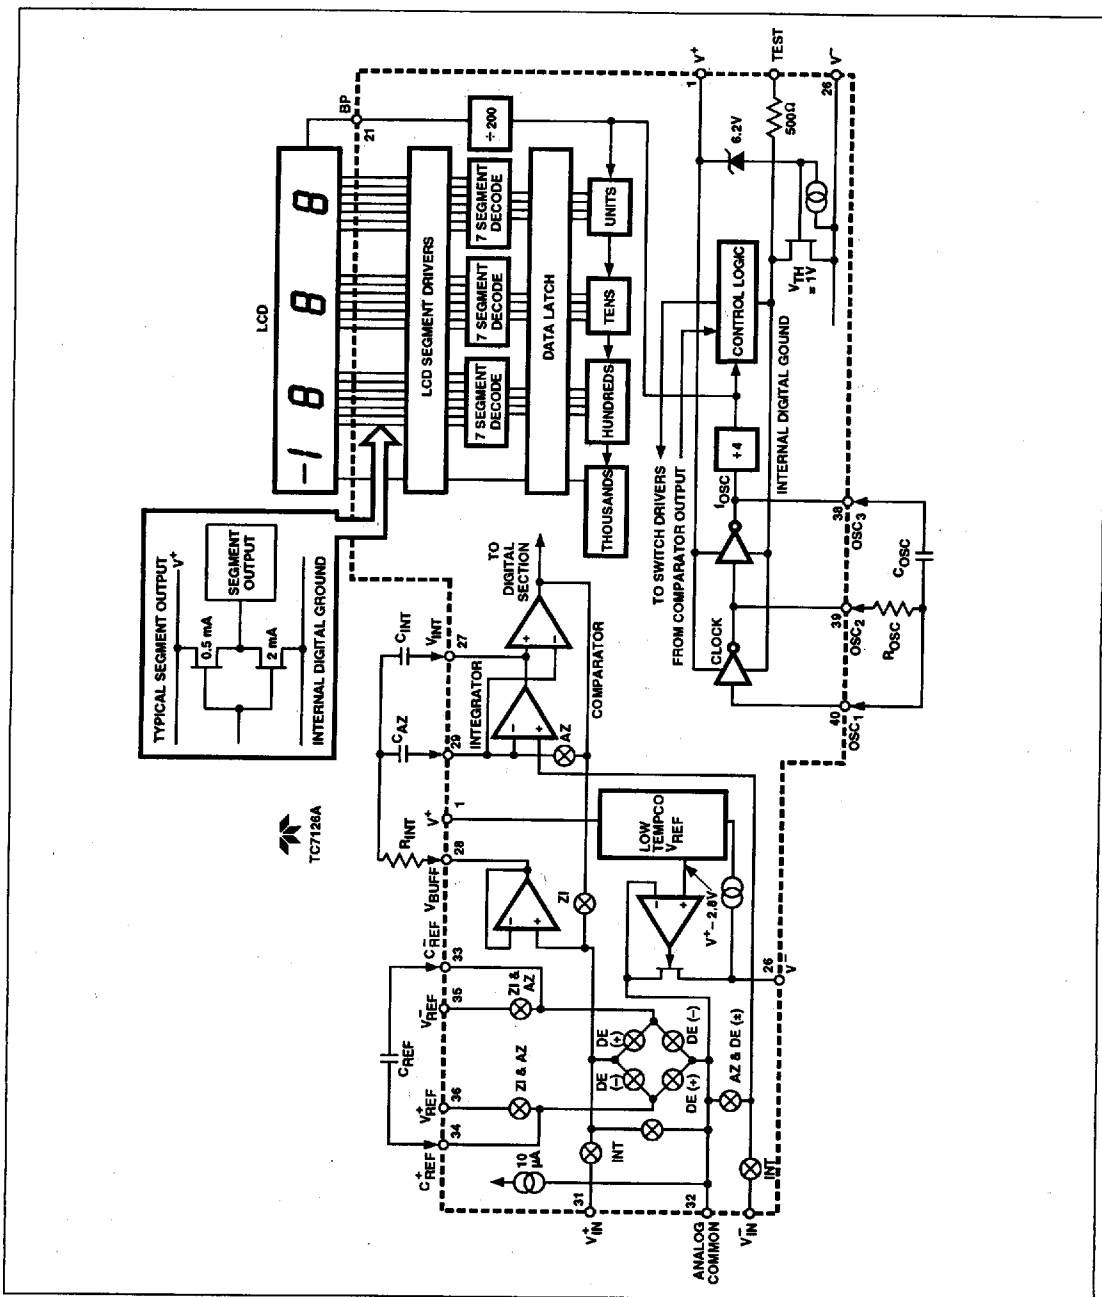 TYPICAL SEGMENT OUTPUT
V+
0.5 mA
SEGMENT
OUTPUT
2 mA
INTERNAL DIGITAL GROUND
LCD
-1 8 8 8
BP
21
LCD SEGMENT DRIVERS
7 SEGMENT
DECODE
7 SEGMENT
DECODE
7 SEGMENT
DECODE
÷ 200
DATA LATCH
THOUSANDS
HUNDREDS
TENS
UNITS
TC7126A
C+REF
34
CREF
V+REF
36
V-REF
35
C-REF
33
VBUFF
28
RINT
V+
1
CAZ
29
CINT
VINT
27
INTEGRATOR
TO
DIGITAL
SECTION
COMPARATOR
AZ
ZI
ZI & AZ
ZI &
AZ
10
µA
V+IN
31
INT
DE
(–)
DE
(+)
DE (+)
DE (–)
AZ & DE (±)
ANALOG
COMMON
32
V-IN
INT
LOW
TEMPCO
VREF
V+ – 2.8V
26
V-
TO SWITCH DRIVERS
FROM COMPARATOR OUTPUT
CLOCK
fOSC
÷ 4
CONTROL LOGIC
INTERNAL DIGITAL GOUND
VTH
= 1V
6.2V
500Ω
1
V+
TEST
26
V-
40
OSC1
39
OSC2
38
OSC3
ROSC
COSC